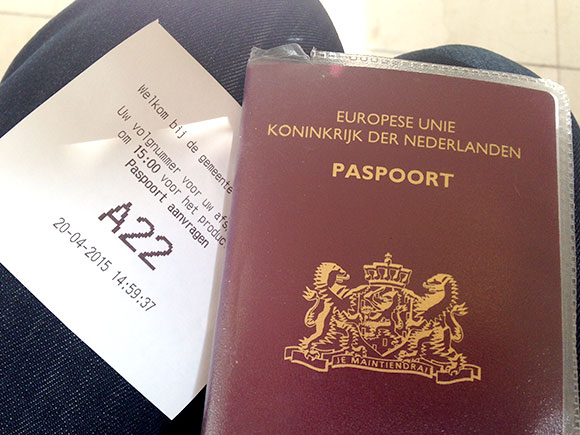 Welkom bij de gemeente
Uw volgnummer voor uw afs
om 15:00 voor het produc
Paspoort aanvragen
A22
20-04-2015 14:59:37
EUROPESE UNIE
KONINKRIJK DER NEDERLANDEN
PASPOORT
JE MAINTIENDRAI